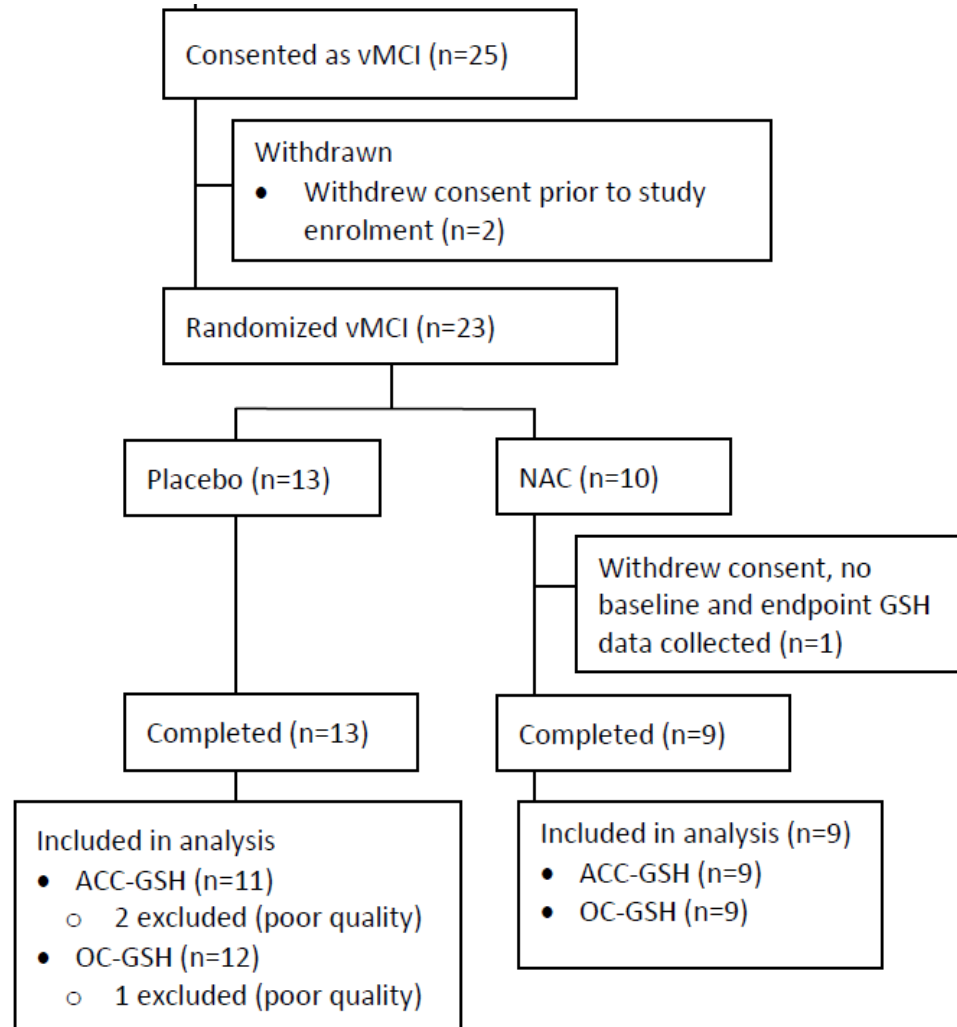 Consented as vMCI (n=25)
Withdrawn
• Withdrew consent prior to study
enrolment (n=2)
Randomized vMCI (n=23)
Placebo (n=13)
NAC (n=10)
Withdrew consent, no
baseline and endpoint GSH
data collected (n=1)
Completed (n=13)
Completed (n=9)
Included in analysis
• ACC-GSH (n=11)
o 2 excluded (poor quality)
• OC-GSH (n=12)
o 1 excluded (poor quality)
Included in analysis (n=9)
• ACC-GSH (n=9)
• OC-GSH (n=9)